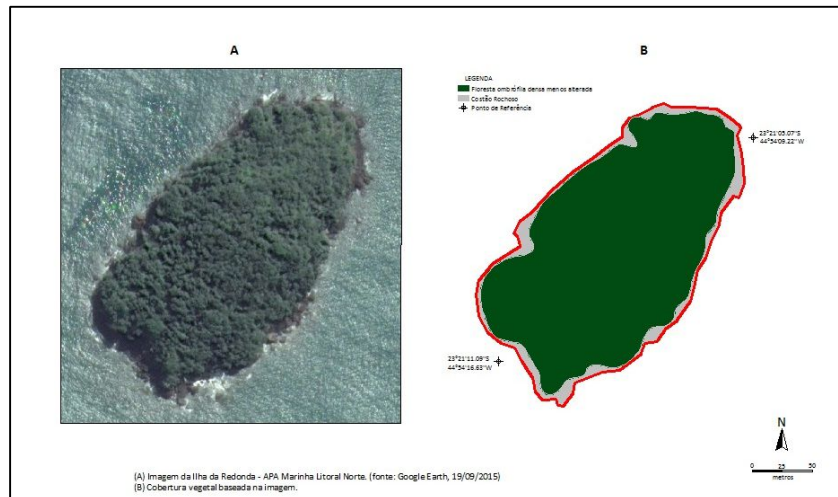 A
B
LEGENDA
Floresta ombrófila densa menos alterada
Costão Rochoso
Ponto de Referência
23°21'05.07"S
44°54'09.22"W
23°21'11.09"S
44°54'16.63"W
N
0 25 50
metros
(A) Imagem da Ilha da Redonda - APA Marinha Litoral Norte. (fonte: Google Earth, 19/09/2015)
(B) Cobertura vegetal baseada na imagem.